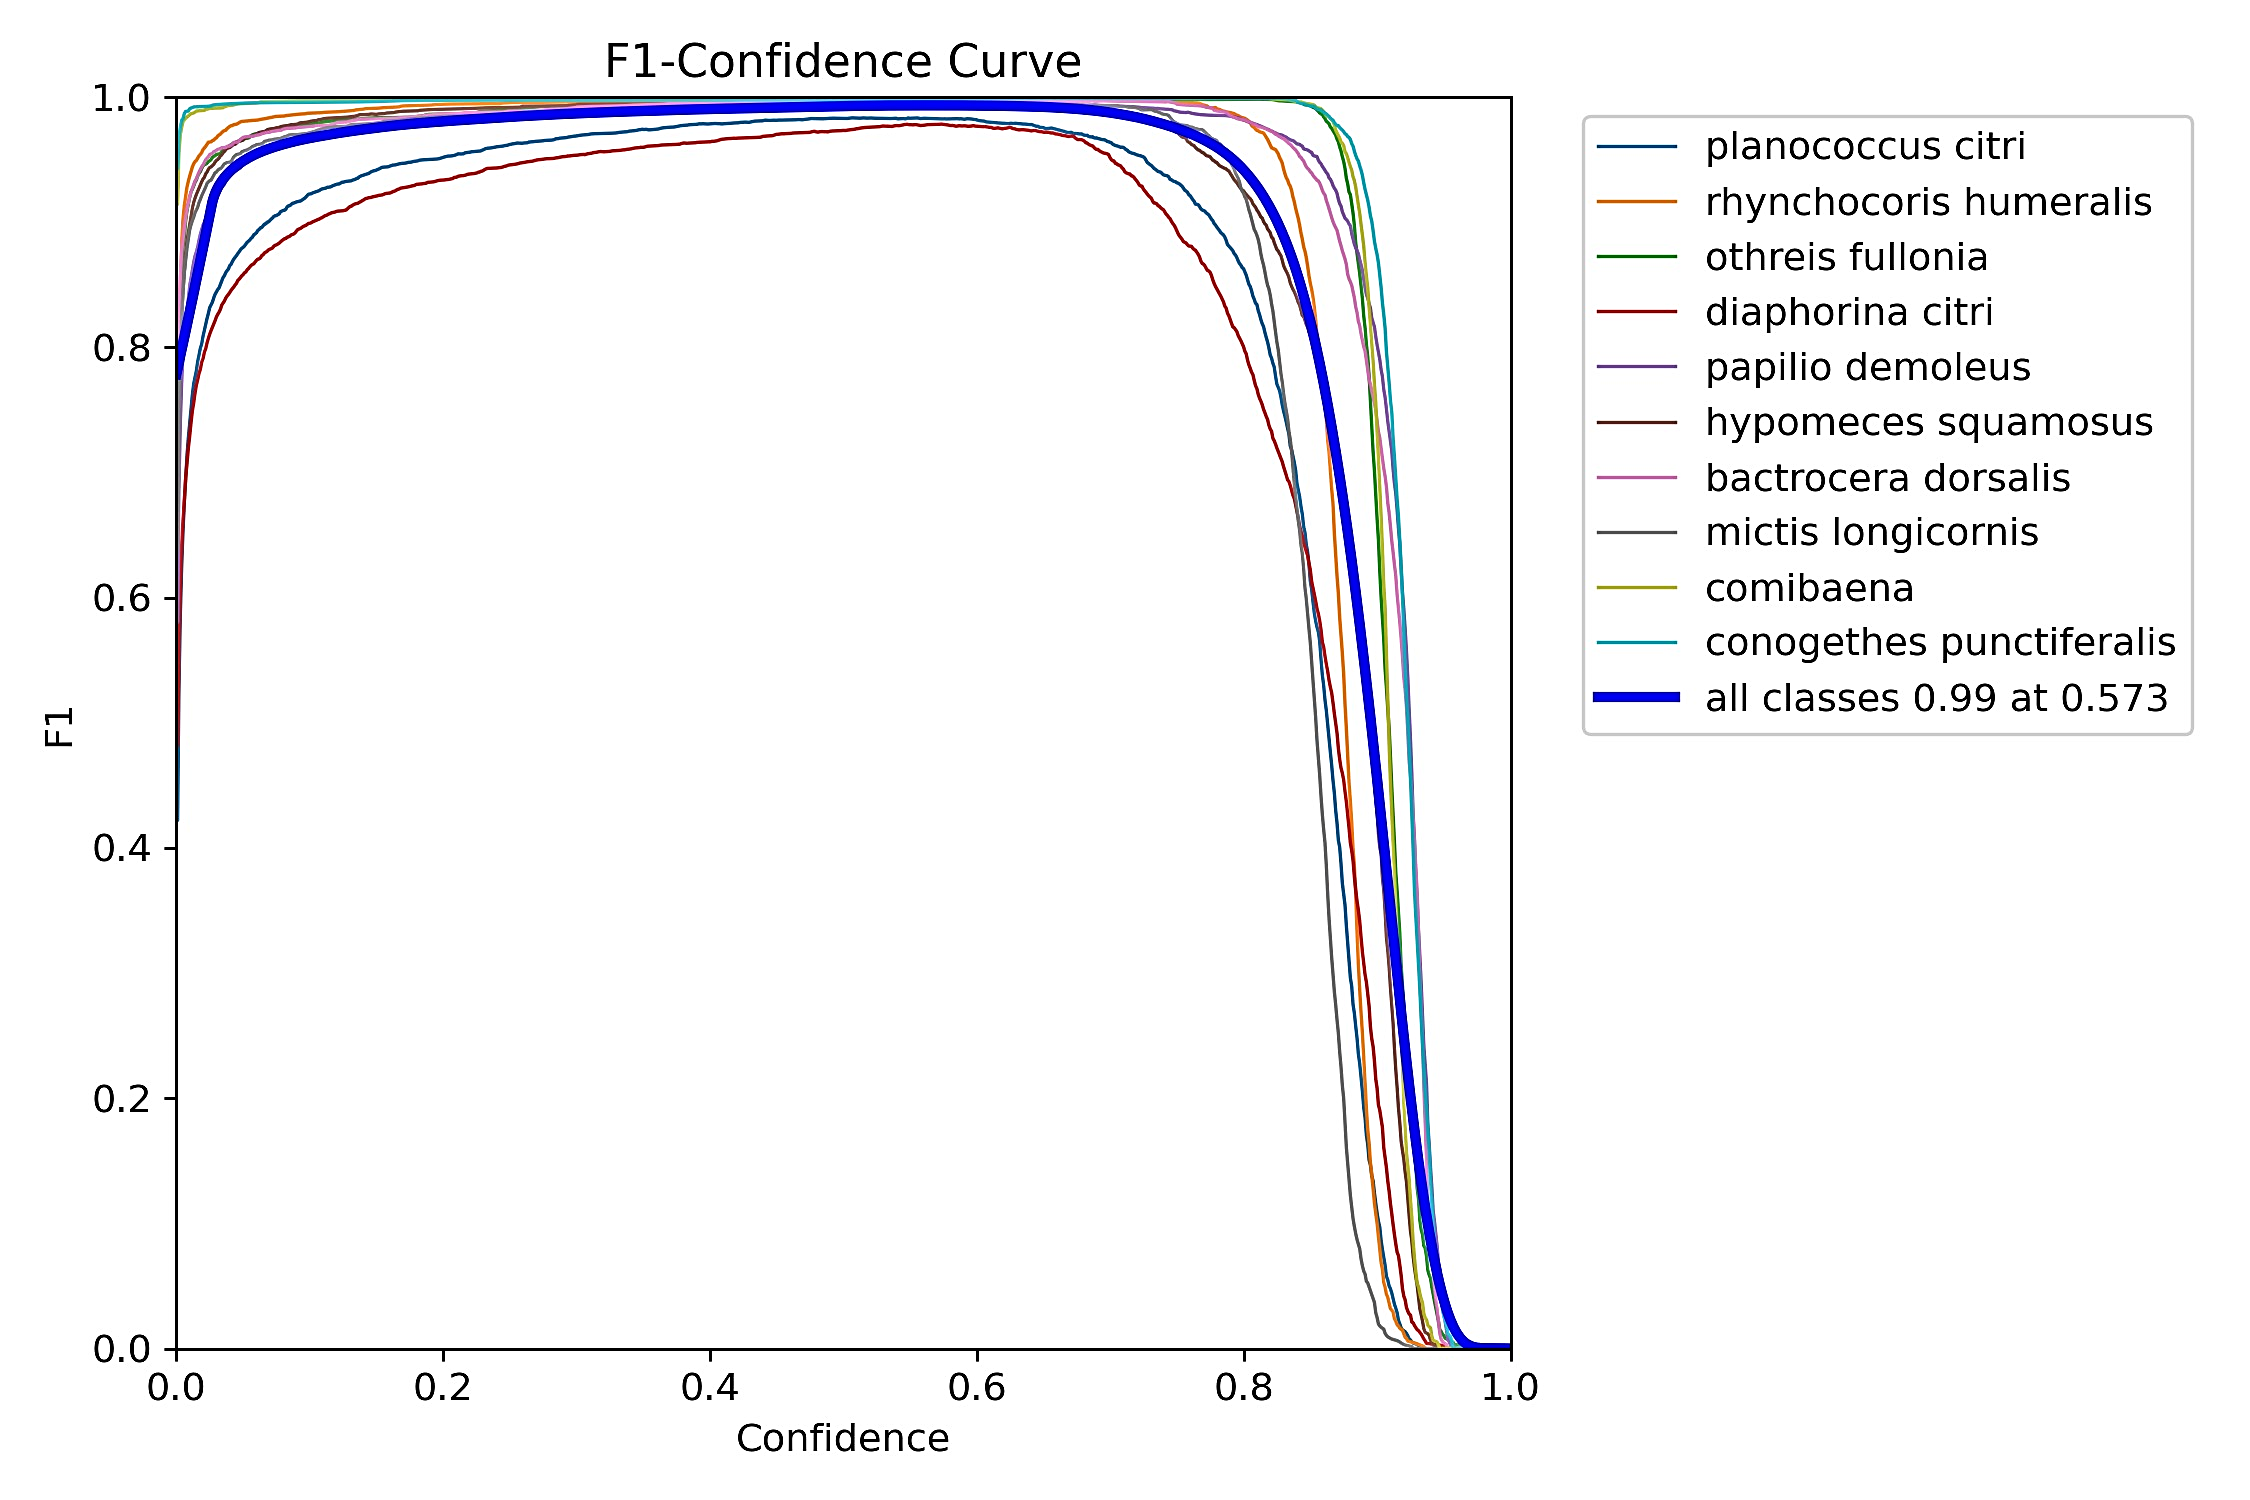 F1-Confidence Curve
1.0
0.8
0.6
0.4
0.2
0.0
F1
0.0 0.2 0.4 0.6 0.8 1.0
Confidence
planococcus citri
rhynchocoris humeralis
othreis fullonia
diaphorina citri
papilio demoleus
hypomeces squamosus
bactrocera dorsalis
mictis longicornis
comibaena
conogethes punctiferalis
all classes 0.99 at 0.573